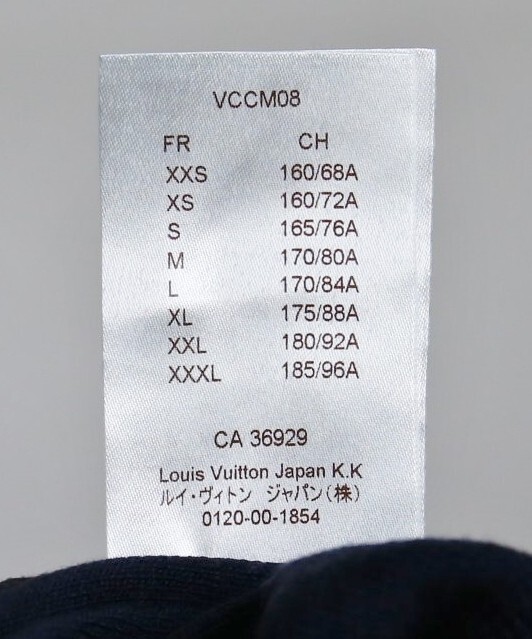 VCCM08
FR CH
XXS 160/68A
XS 160/72A
S 165/76A
M 170/80A
L 170/84A
XL 175/88A
XXL 180/92A
XXXL 185/96A
CA 36929
Louis Vuitton Japan K.K
ルイ・ヴィトン ジャパン(株)
0120-00-1854